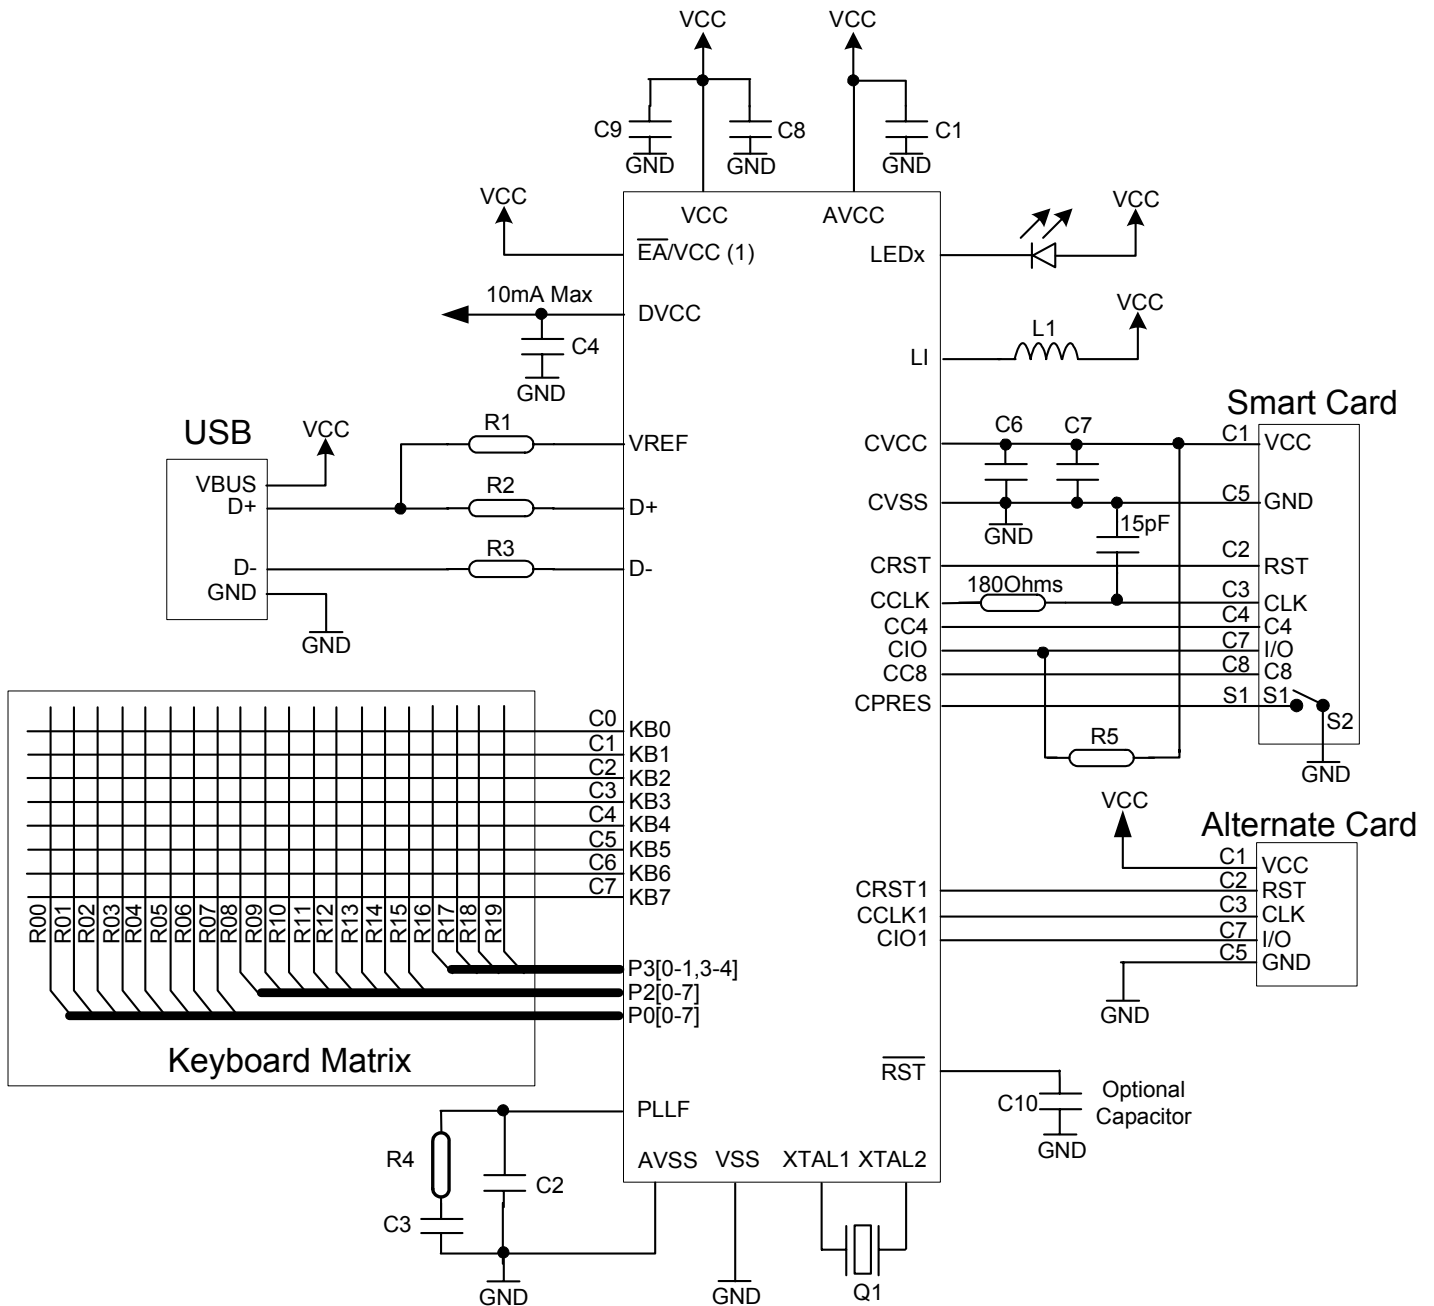 VCC
VCC
C9
C8
C1
GND
GND
GND
VCC
VCC
AVCC
VCC
EA/VCC (1)
LEDx
10mA Max
DVCC
C4
GND
VCC
L1
LI
USB
VCC
R1
VREF
VBUS
D+
R2
D+
D-
R3
D-
GND
GND
Smart Card
CVCC
C6
C7
C1
VCC
CVSS
GND
15pF
C5
GND
CRST
C2
RST
CCLK
180Ohms
C3
CLK
CC4
C4
C4
CIO
C7
I/O
CC8
C8
C8
CPRES
S1
S1
S2
R5
GND
C0
KB0
C1
KB1
C2
KB2
C3
KB3
C4
KB4
C5
KB5
C6
KB6
C7
KB7
R00
R01
R02
R03
R04
R05
R06
R07
R08
R09
R10
R11
R12
R13
R14
R15
R16
R17
R18
R19
P3[0-1,3-4]
P2[0-7]
P0[0-7]
Keyboard Matrix
VCC
Alternate Card
C1
VCC
CRST1
C2
RST
CCLK1
C3
CLK
CIO1
C7
I/O
C5
GND
GND
RST
C10
Optional
Capacitor
GND
PLLF
R4
C2
C3
GND
AVSS
VSS
XTAL1
XTAL2
GND
Q1